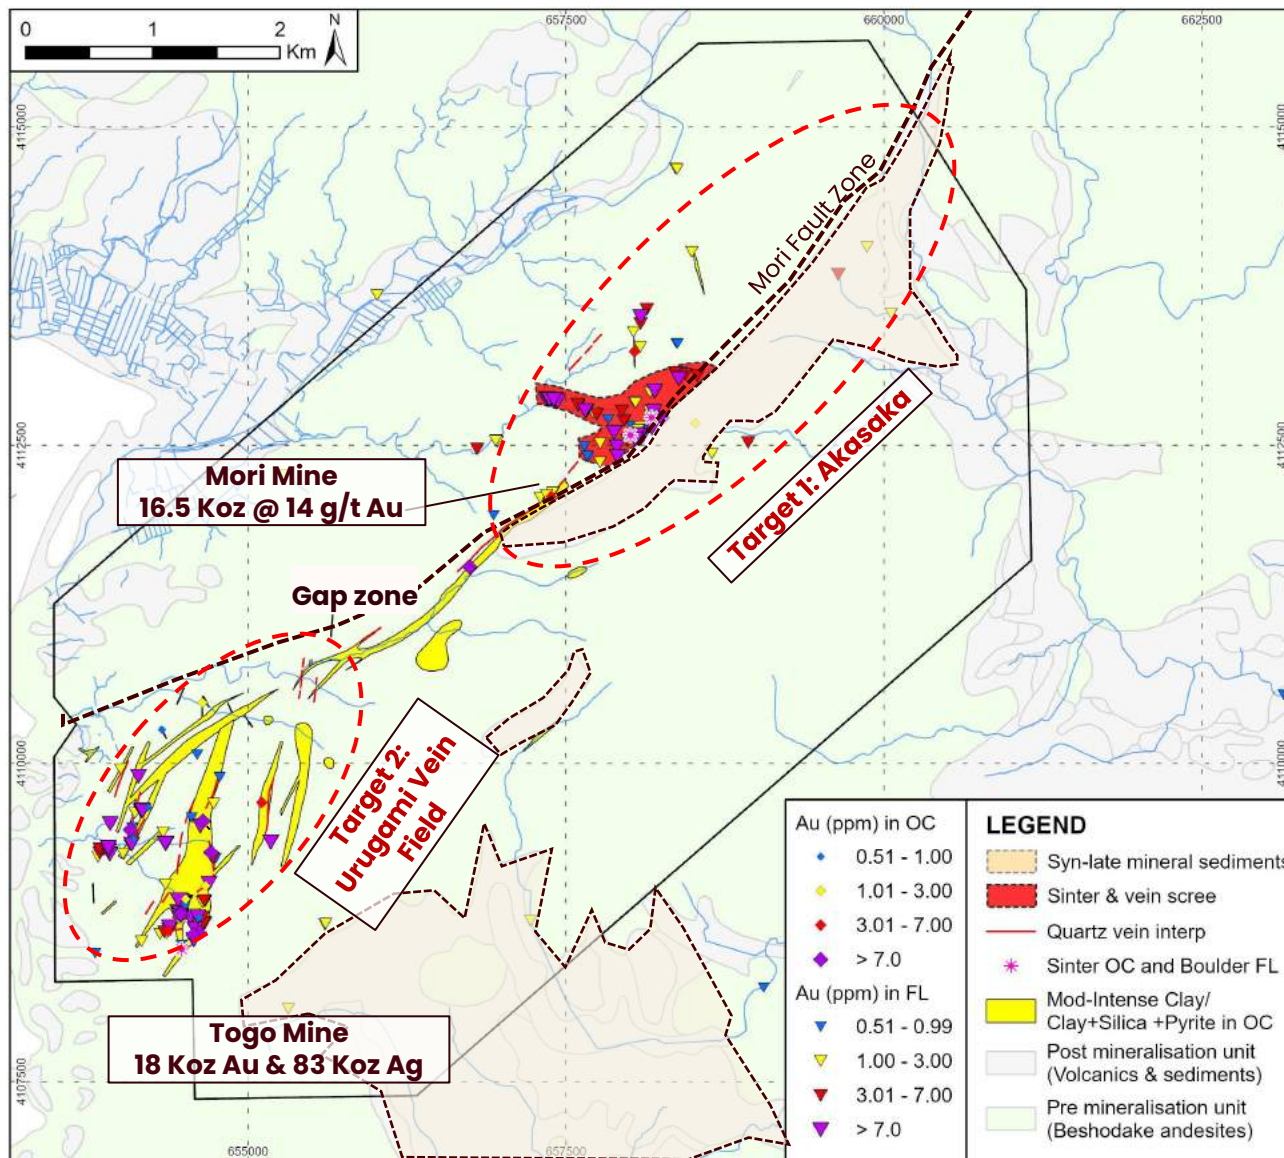 0 1 2
Km
N
657500 660000 662500
4115000 4115000
Mori Fault Zone
4112500 4112500
Mori Mine
16.5 Koz @ 14 g/t Au
Target 1: Akasaka
Gap zone
4110000 4110000
Target 2:
Urugami Vein
Field
Togo Mine
18 Koz Au & 83 Koz Ag
4107500
655000 657500
Au (ppm) in OC
0.51 - 1.00
1.01 - 3.00
3.01 - 7.00
> 7.0
Au (ppm) in FL
0.51 - 0.99
1.00 - 3.00
3.01 - 7.00
> 7.0
LEGEND
Syn-late mineral sediments
Sinter & vein scree
Quartz vein interp
Sinter OC and Boulder FL
Mod-Intense Clay/
Clay+Silica +Pyrite in OC
Post mineralisation unit
(Volcanics & sediments)
Pre mineralisation unit
(Beshodake andesites)